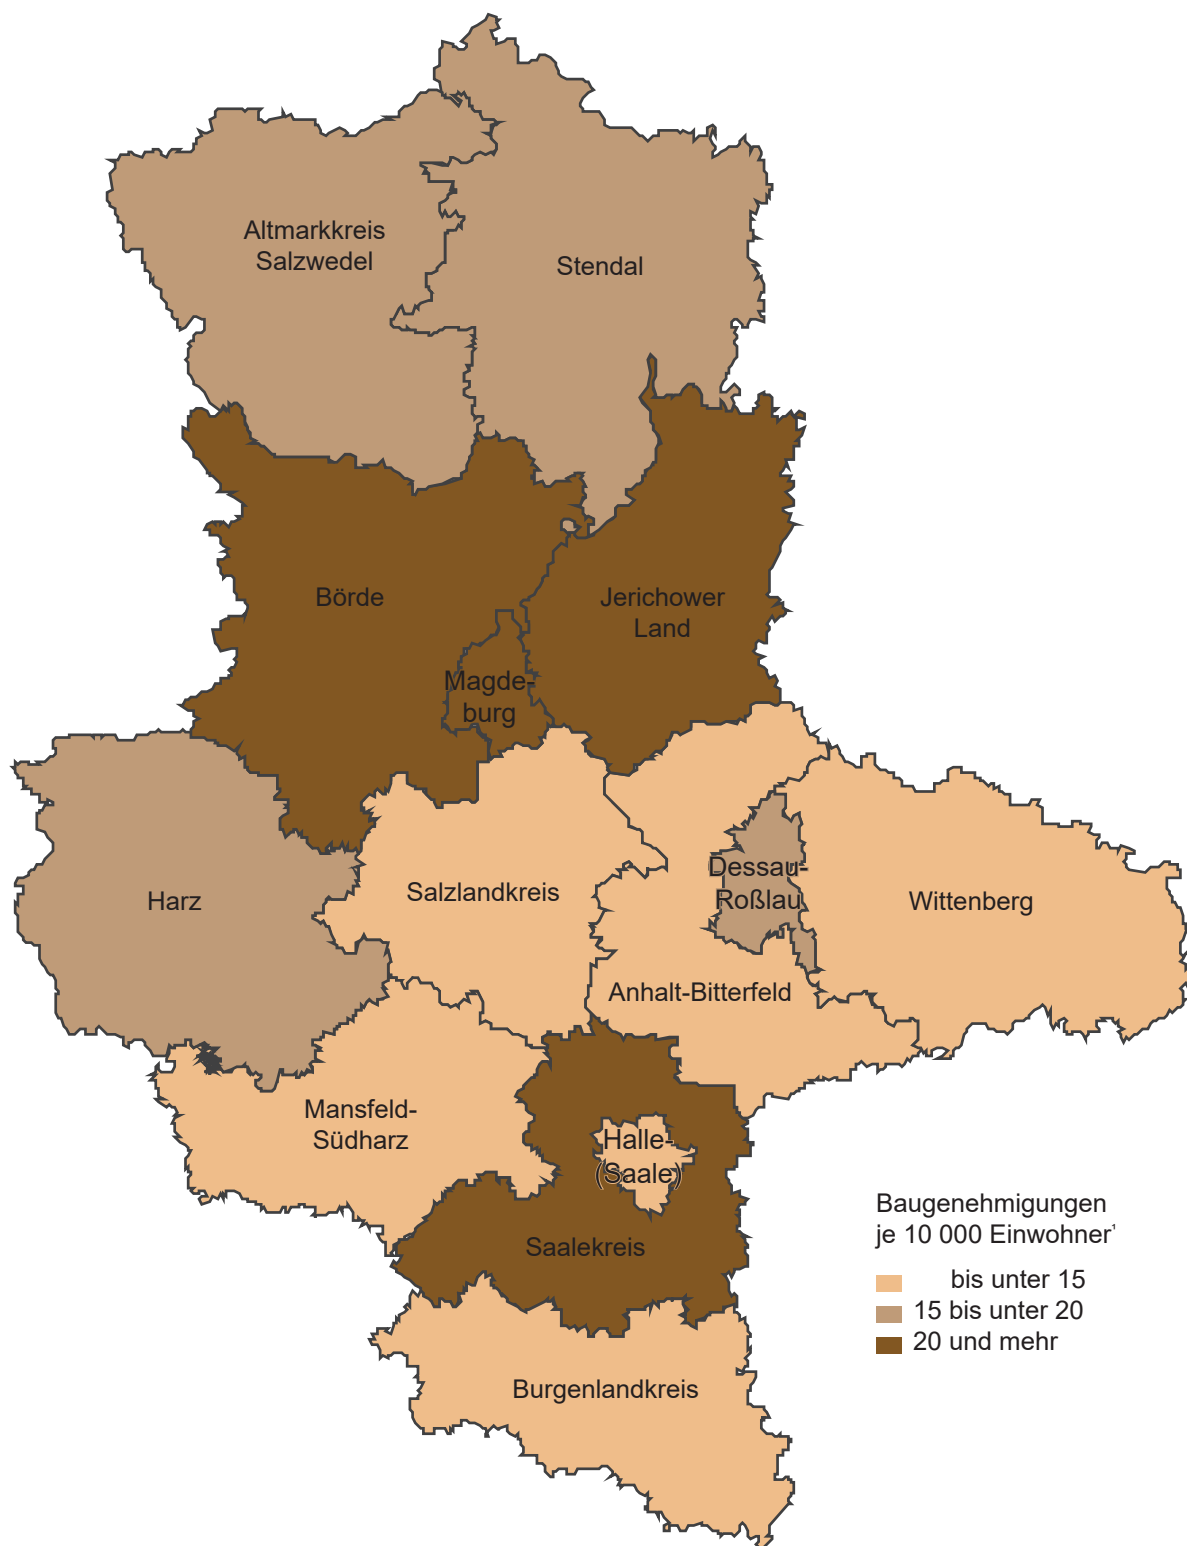 Altmarkkreis
Salzwedel
Stendal
Börde
Jerichower
Land
Magde-
burg
Harz
Salzlandkreis
Dessau-
Roßlau
Wittenberg
Anhalt-Bitterfeld
Mansfeld-
Südharz
Halle-
(Saale)
Saalekreis
Burgenlandkreis
Baugenehmigungen
je 10 000 Einwohner¹
bis unter 15
15 bis unter 20
20 und mehr